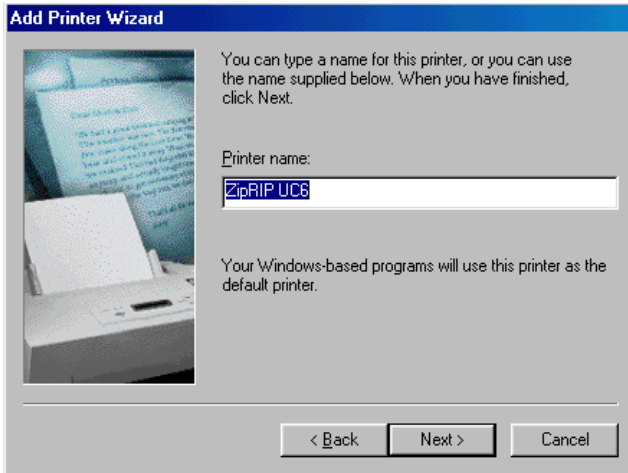 Add Printer Wizard
You can type a name for this printer, or you can use
the name supplied below. When you have finished,
click Next.
Printer name:
ZipRIP UC6
Your Windows-based programs will use this printer as the
default printer.
< Back
Next >
Cancel